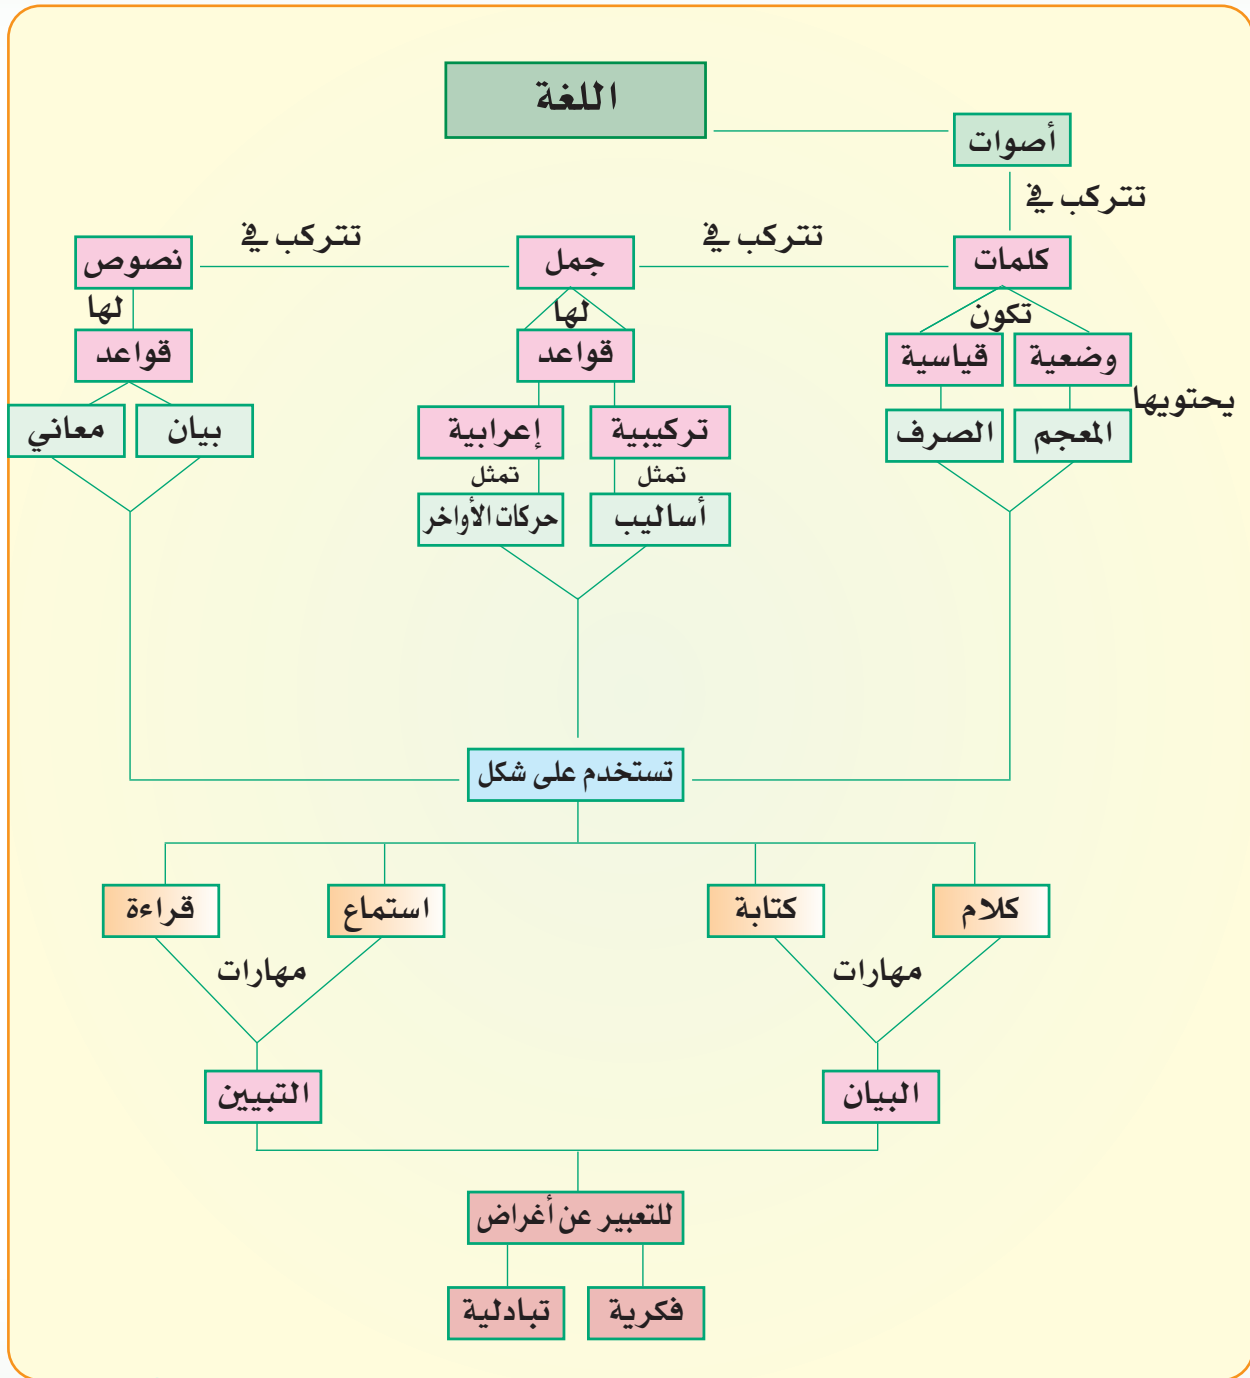 اللغة
أصوات
تتركب في
كلمات
تتركب في
جمل
تتركب في
نصوص
تكون
لها
لها
وضعية
قياسية
قواعد
قواعد
يحتويها
المعجم
الصرف
تركيبية
إعرابية
بيان
معاني
تمثل
تمثل
أساليب
حركات الأواخر
تستخدم على شكل
كلام
كتابة
استماع
قراءة
مهارات
مهارات
البيان
التبيين
للتعبير عن أغراض
فكرية
تبادلية